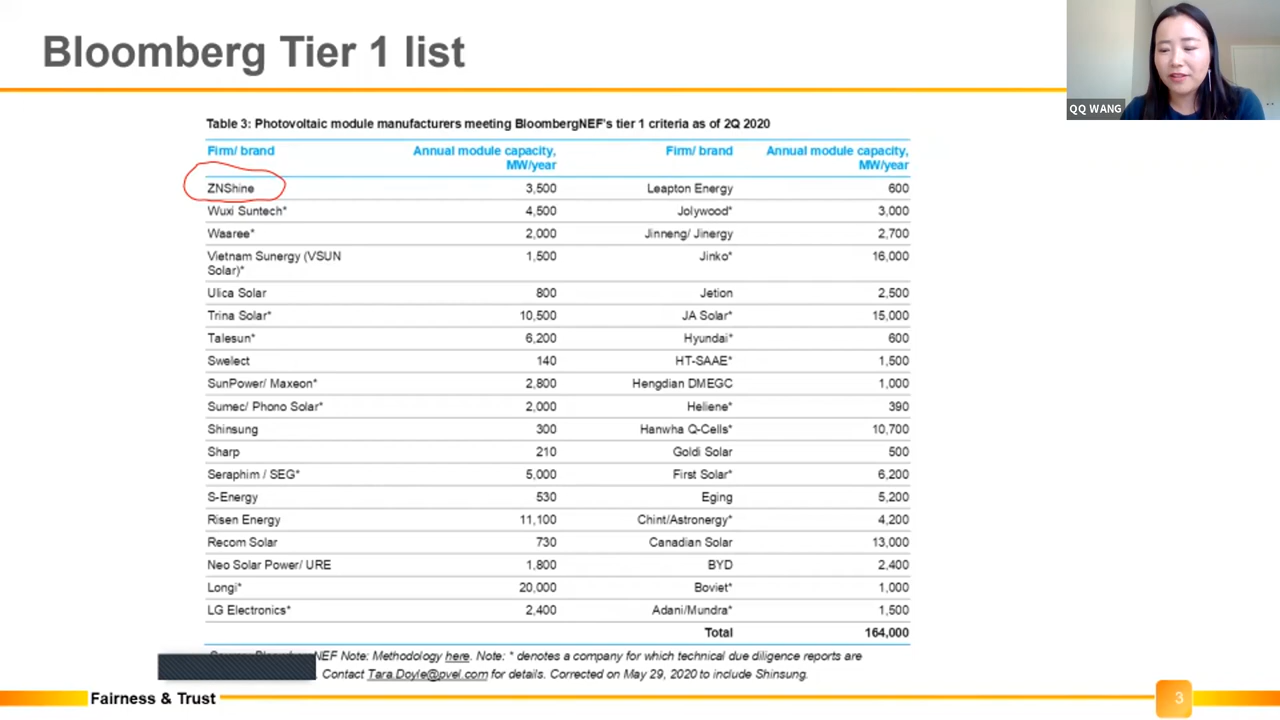 Bloomberg Tier 1 list
QQ WANG
Table 3: Photovoltaic module manufacturers meeting BloombergNEF's tier 1 criteria as of 2Q 2020
Firm/ brand Annual module capacity, MW/year Firm/ brand Annual module capacity, MW/year
ZNShine 3,500 Leapton Energy 600
Wuxi Suntech* 4,500 Jolywood* 3,000
Waaree* 2,000 Jinneng/ Jinergy 2,700
Vietnam Sunergy (VSUN Solar)* 1,500 Jinko* 16,000
Ulica Solar 800 Jetion 2,500
Trina Solar* 10,500 JA Solar* 15,000
Talesun* 6,200 Hyundai* 600
Swelect 140 HT-SAAE* 1,500
SunPower/ Maxeon* 2,800 Hengdian DMEGC 1,000
Sumec/ Phono Solar* 2,000 Heliene* 390
Shinsung 300 Hanwha Q-Cells* 10,700
Sharp 210 Goldi Solar 500
Seraphim / SEG* 5,000 First Solar* 6,200
S-Energy 530 Eging 5,200
Risen Energy 11,100 Chint/Astronergy* 4,200
Recom Solar 730 Canadian Solar 13,000
Neo Solar Power/ URE 1,800 BYD 2,400
Longi* 20,000 Boviet* 1,000
LG Electronics* 2,400 Adani/Mundra* 1,500
Total 164,000
NEF Note: Methodology here. Note: * denotes a company for which technical due diligence reports are
. Contact Tara.Doyle@pvel.com for details. Corrected on May 29, 2020 to include Shinsung.
Fairness & Trust
3